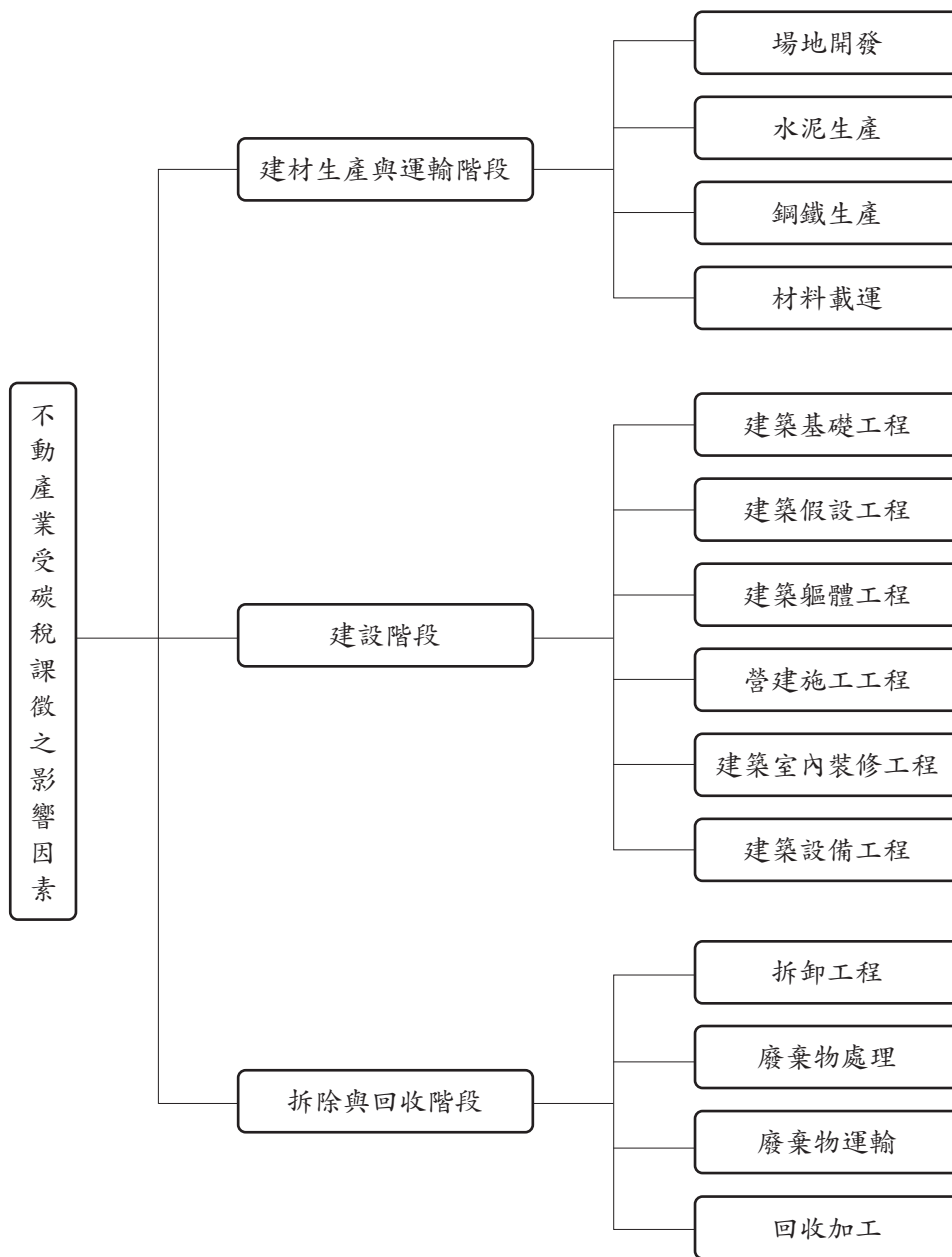 不動產業受碳稅課徵之影響因素
建材生產與運輸階段
場地開發
水泥生產
鋼鐵生產
材料載運
建設階段
建築基礎工程
建築假設工程
建築軀體工程
營建施工工程
建築室內裝修工程
建築設備工程
拆除與回收階段
拆卸工程
廢棄物處理
廢棄物運輸
回收加工